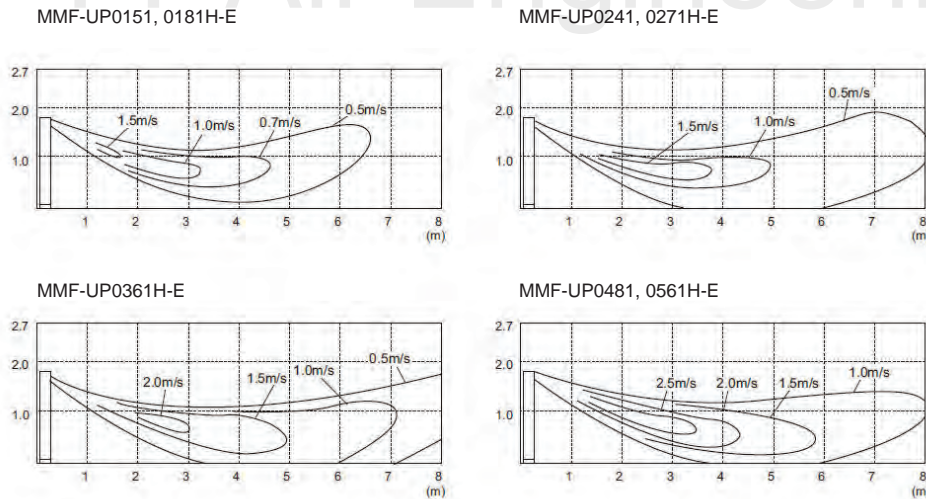 MMF-UP0151, 0181H-E
2.7
2.0
1.0
1.5m/s
1.0m/s
0.7m/s
0.5m/s
1 2 3 4 5 6 7 8
(m)
MMF-UP0241, 0271H-E
2.7
2.0
1.0
1.5m/s
1.0m/s
0.5m/s
1 2 3 4 5 6 7 8
(m
MMF-UP0361H-E
2.7
2.0
1.0
2.0m/s
1.5m/s
1.0m/s
0.5m/s
1 2 3 4 5 6 7 8
(m)
MMF-UP0481, 0561H-E
2.7
2.0
1.0
2.5m/s
2.0m/s
1.5m/s
1.0m/s
1 2 3 4 5 6 7 8
(m